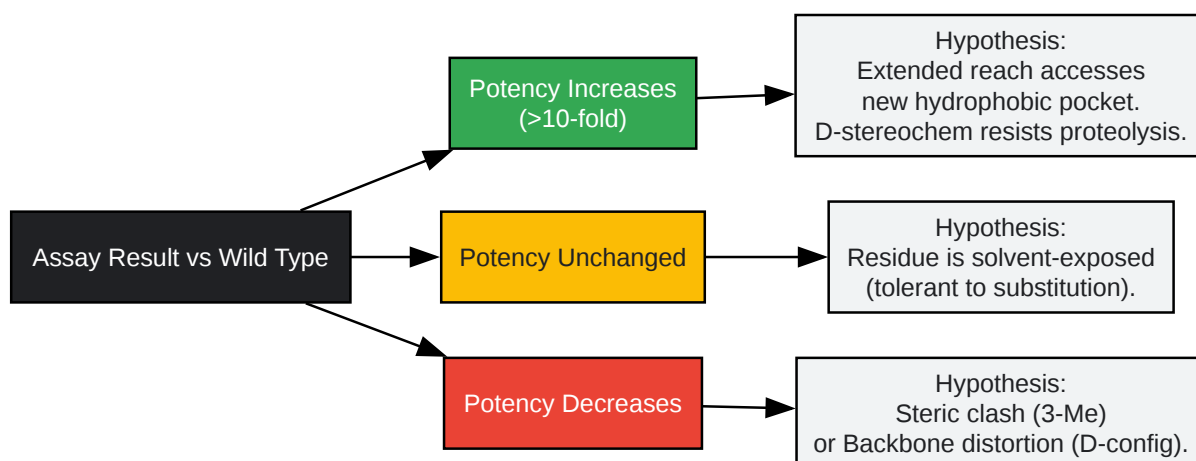 Assay Result vs Wild Type
Potency Increases
(>10-fold)
Hypothesis:
Extended reach accesses
new hydrophobic pocket.
D-stereochem resists proteolysis.
Potency Unchanged
Hypothesis:
Residue is solvent-exposed
(tolerant to substitution).
Potency Decreases
Hypothesis:
Steric clash (3-Me)
or Backbone distortion (D-config).